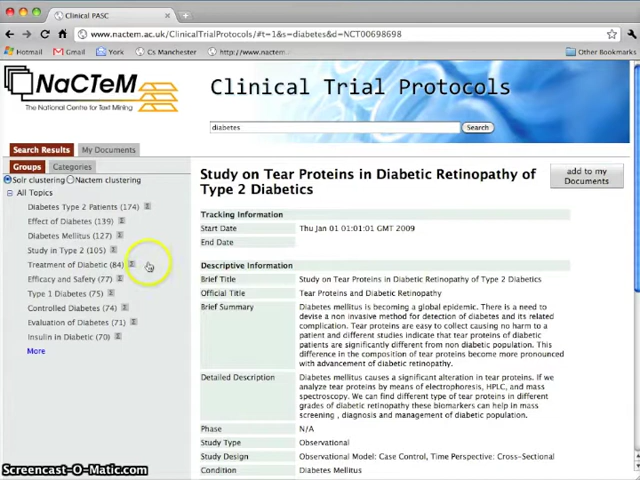 Clinical PASC
www.nactem.ac.uk/ClinicalTrialProtocols/#t=1&s=diabetes&d=NCT00698698
Hotmail Gmail York Cs Manchester http://www.nactem. Other Bookmarks
NaCTeM
The National Centre for Text Mining
Clinical Trial Protocols
diabetes Search
Search Results My Documents
Groups Categories
Solr clustering Nactem clustering
All Topics
Diabetes Type 2 Patients (174)
Effect of Diabetes (139)
Diabetes Mellitus (127)
Study in Type 2 (105)
Treatment of Diabetic (84)
Efficacy and Safety (77)
Type 1 Diabetes (75)
Controlled Diabetes (74)
Evaluation of Diabetes (71)
Insulin in Diabetic (70)
More
Study on Tear Proteins in Diabetic Retinopathy of
Type 2 Diabetics
add to my
Documents
Tracking Information
Start Date Thu Jan 01 01:01:01 GMT 2009
End Date
Descriptive Information
Brief Title Study on Tear Proteins in Diabetic Retinopathy of Type 2 Diabetics
Official Title Tear Proteins and Diabetic Retinopathy
Brief Summary Diabetes mellitus is becoming a global epidemic. There is a need to
devise a non invasive method for detection of diabetes and its related
complication. Tear proteins are easy to collect causing no harm to a
patient and different studies indicate that tear proteins of diabetic
patients are significantly different from non diabetic population. This
difference in the composition of tear proteins become more pronounced
with advancement of diabetic retinopathy.
Detailed Description Diabetes mellitus causes a significant alteration in tear proteins. If we
analyze tear proteins by means of electrophoresis, HPLC, and mass
spectroscopy. We can find different type of tear proteins in different
grades of diabetic retinopathy these biomarkers can help in mass
screening , diagnosis and management of diabetic population.
Phase N/A
Study Type Observational
Study Design Observational Model: Case Control, Time Perspective: Cross-Sectional
Condition Diabetes Mellitus
Screencast-O-Matic.com